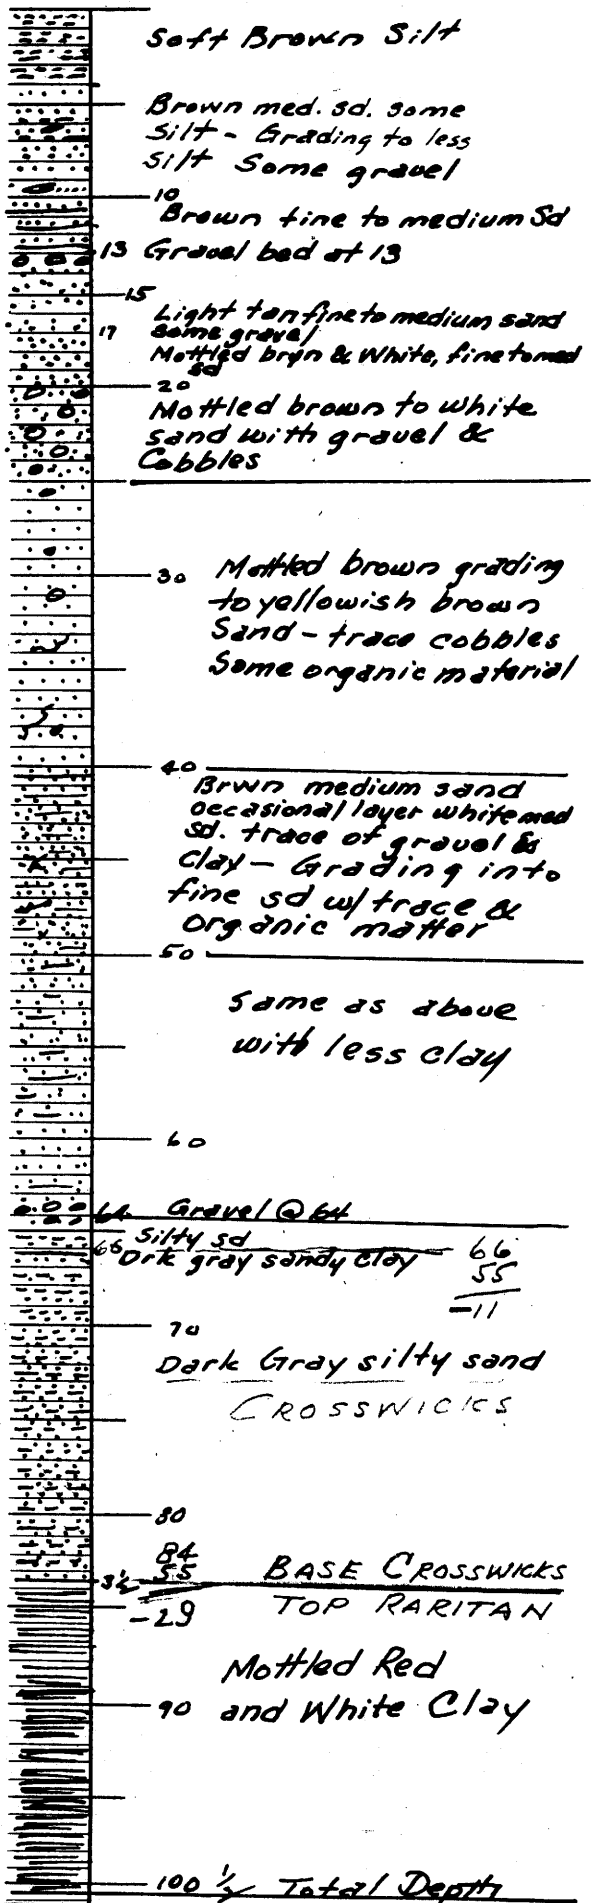 Soft Brown Silt
Brown med. sd. some
Silt - Grading to less
Silt Some gravel
10
Brown fine to medium Sd
13 Gravel bed at 13
15
Light tan fine to medium sand
17 some gravel
Mottled brwn & White, fine to med
sd
20
Mottled brown to white
sand with gravel &
Cobbles
30 Mottled brown grading
to yellowish brown
Sand - trace cobbles
Some organic material
40
Brwn medium sand
occasional layer white med
sd. trace of gravel &
Clay - Grading into
fine sd w/ trace &
Organic matter
50
Same as above
with less clay
60
64 Gravel @ 64
Silty sd
66 Drk gray sandy clay
66
55
-11
70
Dark Gray silty sand
CROSSWICKS
80
84
55
-29
BASE CROSSWICKS
TOP RARITAN
Mottled Red
90 and White Clay
100 1/2 Total Depth